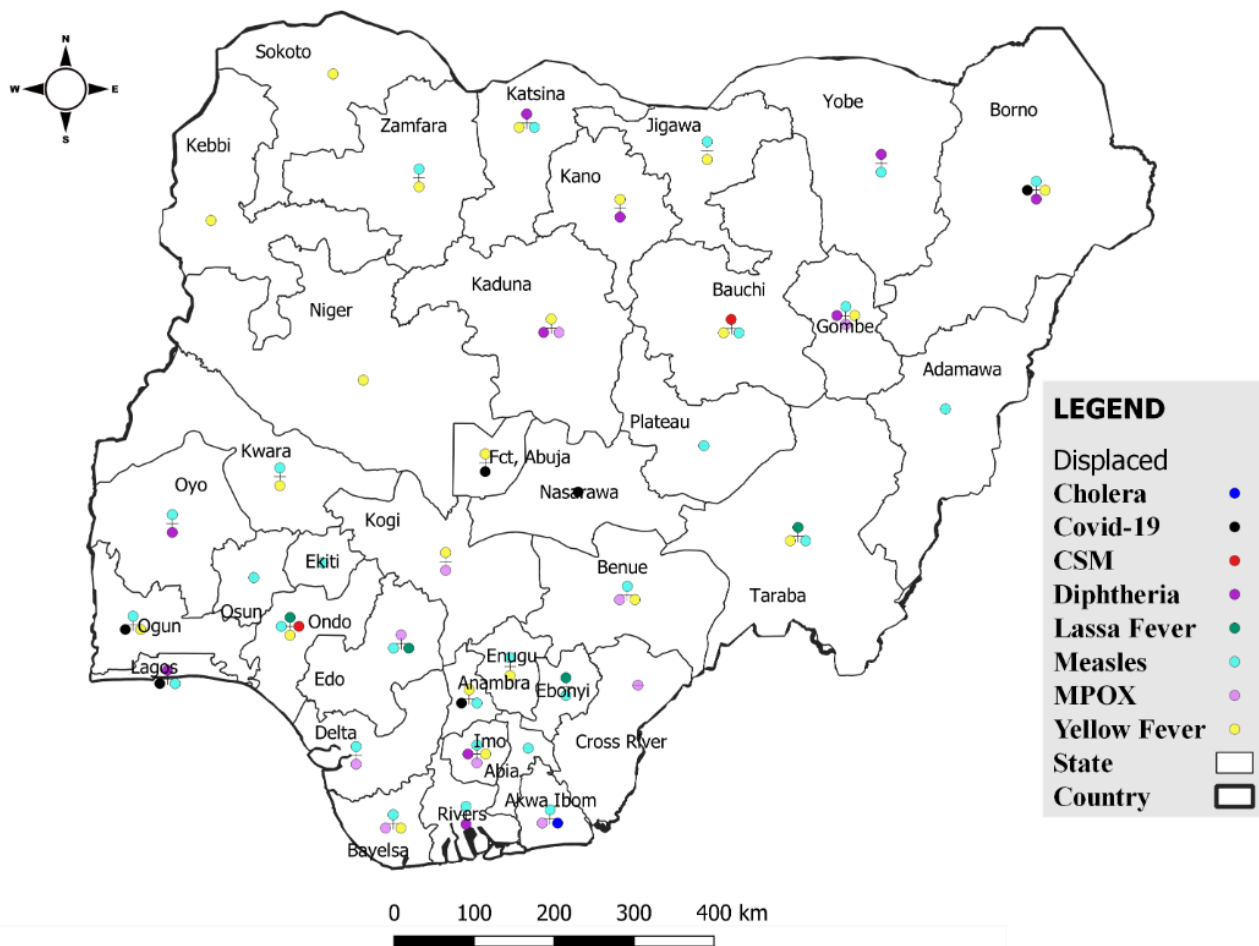 N
W
E
S
Sokoto
Katsina
Yobe
Borno
Zamfara
Jigawa
Kebbi
Kano
Kaduna
Bauchi
Niger
Gombe
Adamawa
Plateau
Kwara
Fct, Abuja
Oyo
Nasarawa
Kogi
Ekiti
Benue
Taraba
Osun
Ondo
Ogun
Enugu
Lagos
Edo
Anambra
Ebonyi
Delta
Imo
Cross River
Abia
Akwa Ibom
Rivers
Bayelsa
LEGEND
Displaced
Cholera
Covid-19
CSM
Diphtheria
Lassa Fever
Measles
MPOX
Yellow Fever
State
Country
0 100 200 300 400 km